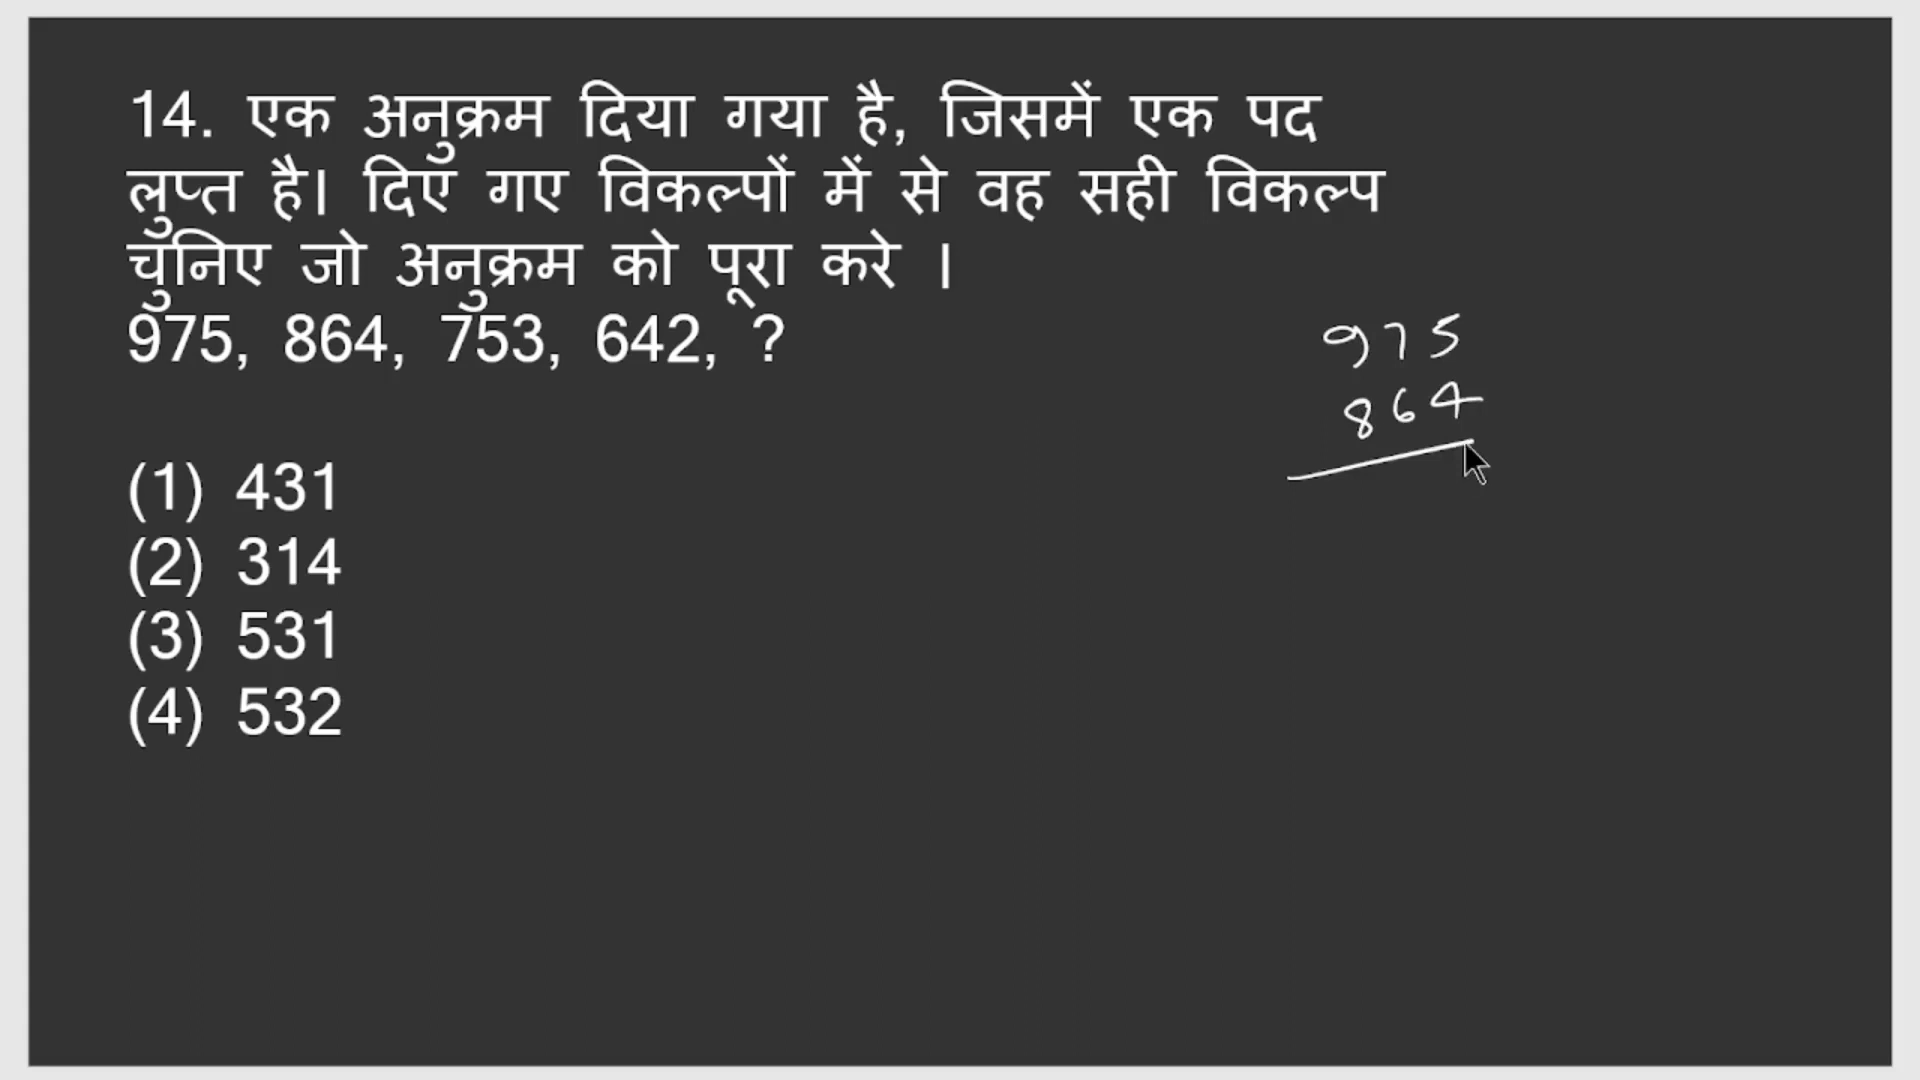 14. एक अनुक्रम दिया गया है, जिसमें एक पद
लुप्त है। दिए गए विकल्पों में से वह सही विकल्प
चुनिए जो अनुक्रम को पूरा करे ।
975, 864, 753, 642, ?
975
864
(1) 431
(2) 314
(3) 531
(4) 532